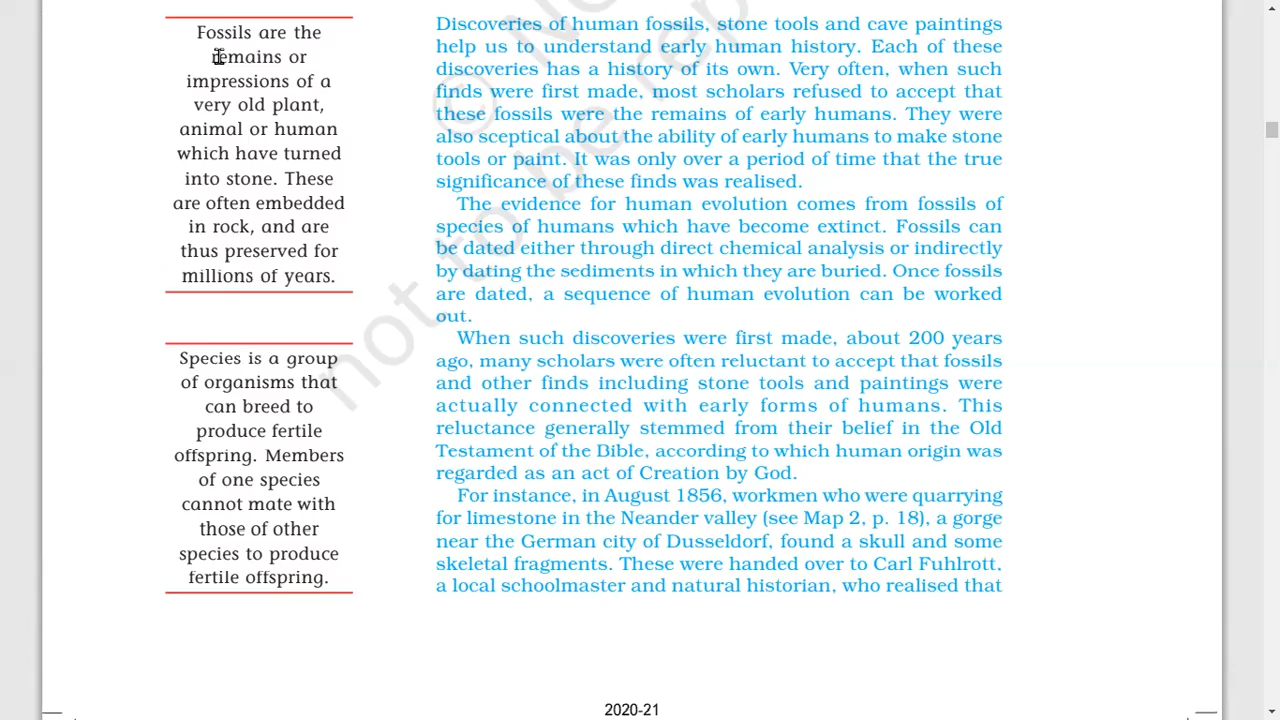 Fossils are the
remains or
impressions of a
very old plant,
animal or human
which have turned
into stone. These
are often embedded
in rock, and are
thus preserved for
millions of years.
Species is a group
of organisms that
can breed to
produce fertile
offspring. Members
of one species
cannot mate with
those of other
species to produce
fertile offspring.
Discoveries of human fossils, stone tools and cave paintings
help us to understand early human history. Each of these
discoveries has a history of its own. Very often, when such
finds were first made, most scholars refused to accept that
these fossils were the remains of early humans. They were
also sceptical about the ability of early humans to make stone
tools or paint. It was only over a period of time that the true
significance of these finds was realised.
The evidence for human evolution comes from fossils of
species of humans which have become extinct. Fossils can
be dated either through direct chemical analysis or indirectly
by dating the sediments in which they are buried. Once fossils
are dated, a sequence of human evolution can be worked
out.
When such discoveries were first made, about 200 years
ago, many scholars were often reluctant to accept that fossils
and other finds including stone tools and paintings were
actually connected with early forms of humans. This
reluctance generally stemmed from their belief in the Old
Testament of the Bible, according to which human origin was
regarded as an act of Creation by God.
For instance, in August 1856, workmen who were quarrying
for limestone in the Neander valley (see Map 2, p. 18), a gorge
near the German city of Dusseldorf, found a skull and some
skeletal fragments. These were handed over to Carl Fuhlrott,
a local schoolmaster and natural historian, who realised that
©
not to be
2020-21